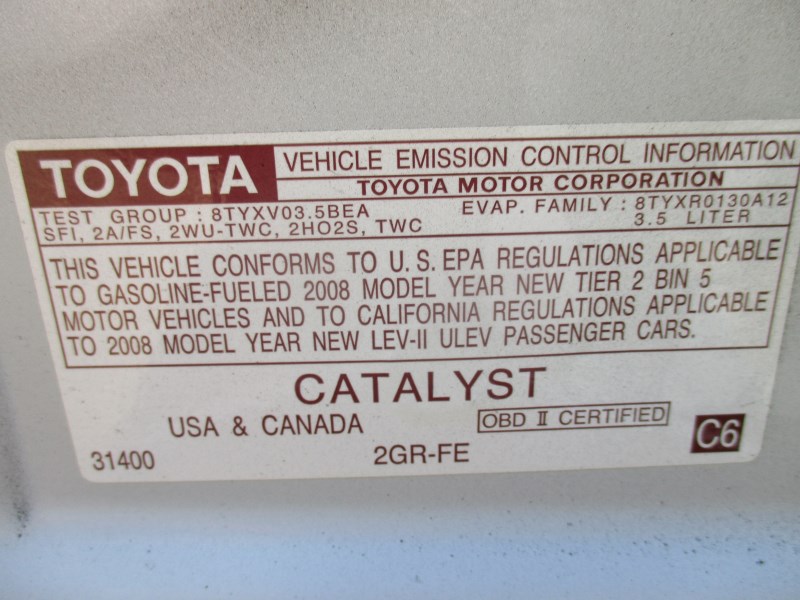 TOYOTA VEHICLE EMISSION CONTROL INFORMATION
TOYOTA MOTOR CORPORATION
TEST GROUP : 8TYXV03.5BEA EVAP. FAMILY : 8TYXR0130A12
SFI, 2A/FS, 2WU-TWC, 2HO2S, TWC 3.5 LITER
THIS VEHICLE CONFORMS TO U.S. EPA REGULATIONS APPLICABLE
TO GASOLINE-FUELED 2008 MODEL YEAR NEW TIER 2 BIN 5
MOTOR VEHICLES AND TO CALIFORNIA REGULATIONS APPLICABLE
TO 2008 MODEL YEAR NEW LEV-II ULEV PASSENGER CARS.
CATALYST
USA & CANADA OBD II CERTIFIED
31400 2GR-FE C6